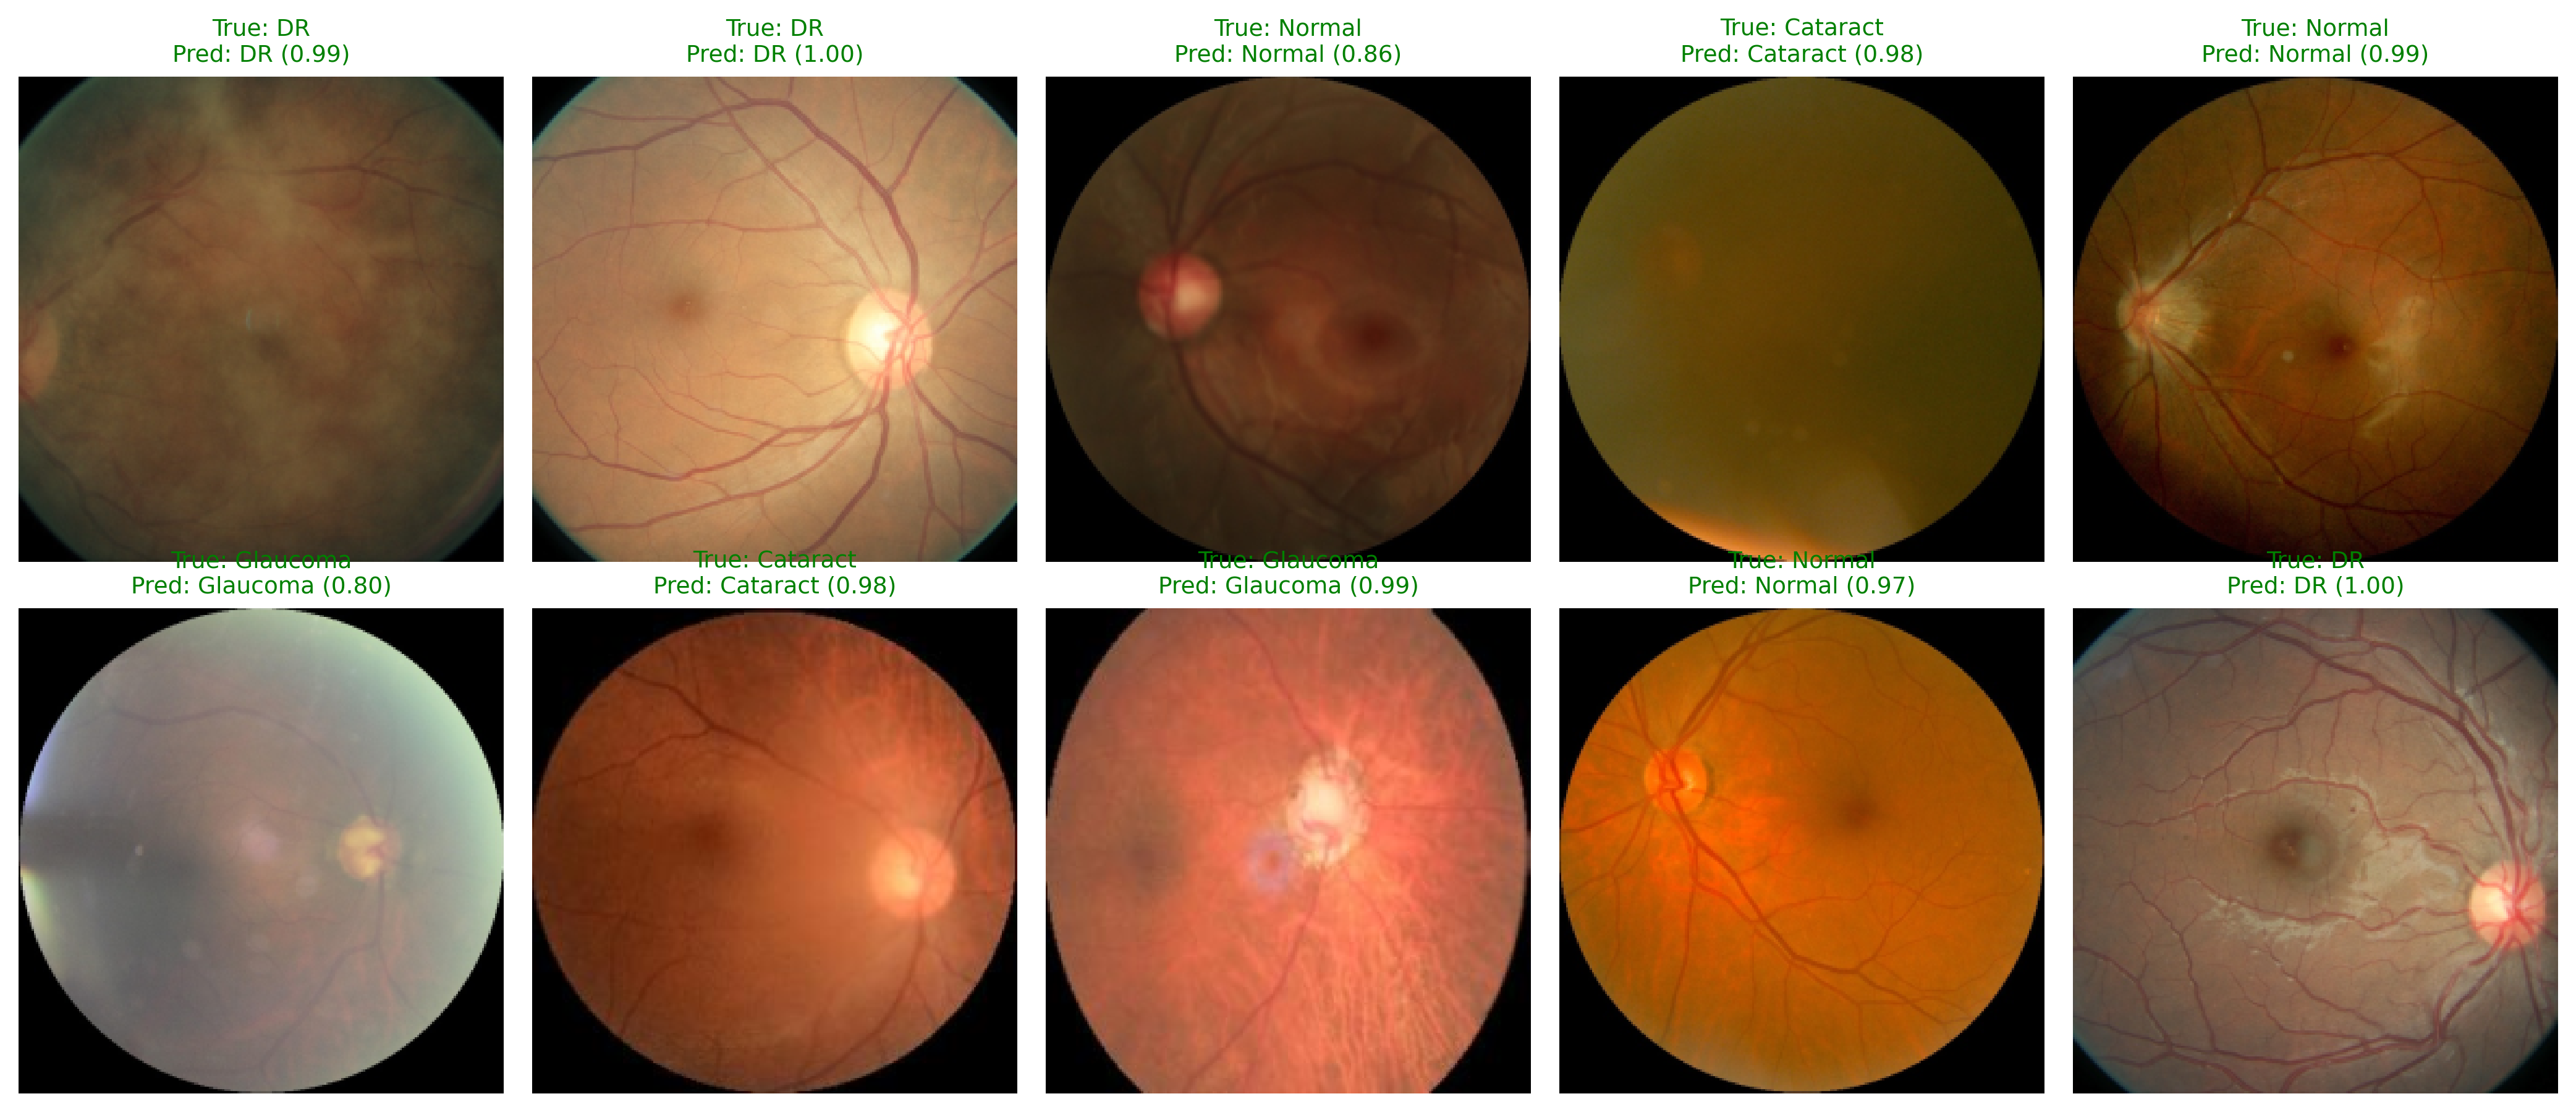 True: DR
Pred: DR (0.99)
True: DR
Pred: DR (1.00)
True: Normal
Pred: Normal (0.86)
True: Cataract
Pred: Cataract (0.98)
True: Normal
Pred: Normal (0.99)
True: Glaucoma
Pred: Glaucoma (0.80)
True: Cataract
Pred: Cataract (0.98)
True: Glaucoma
Pred: Glaucoma (0.99)
True: Normal
Pred: Normal (0.97)
True: DR
Pred: DR (1.00)